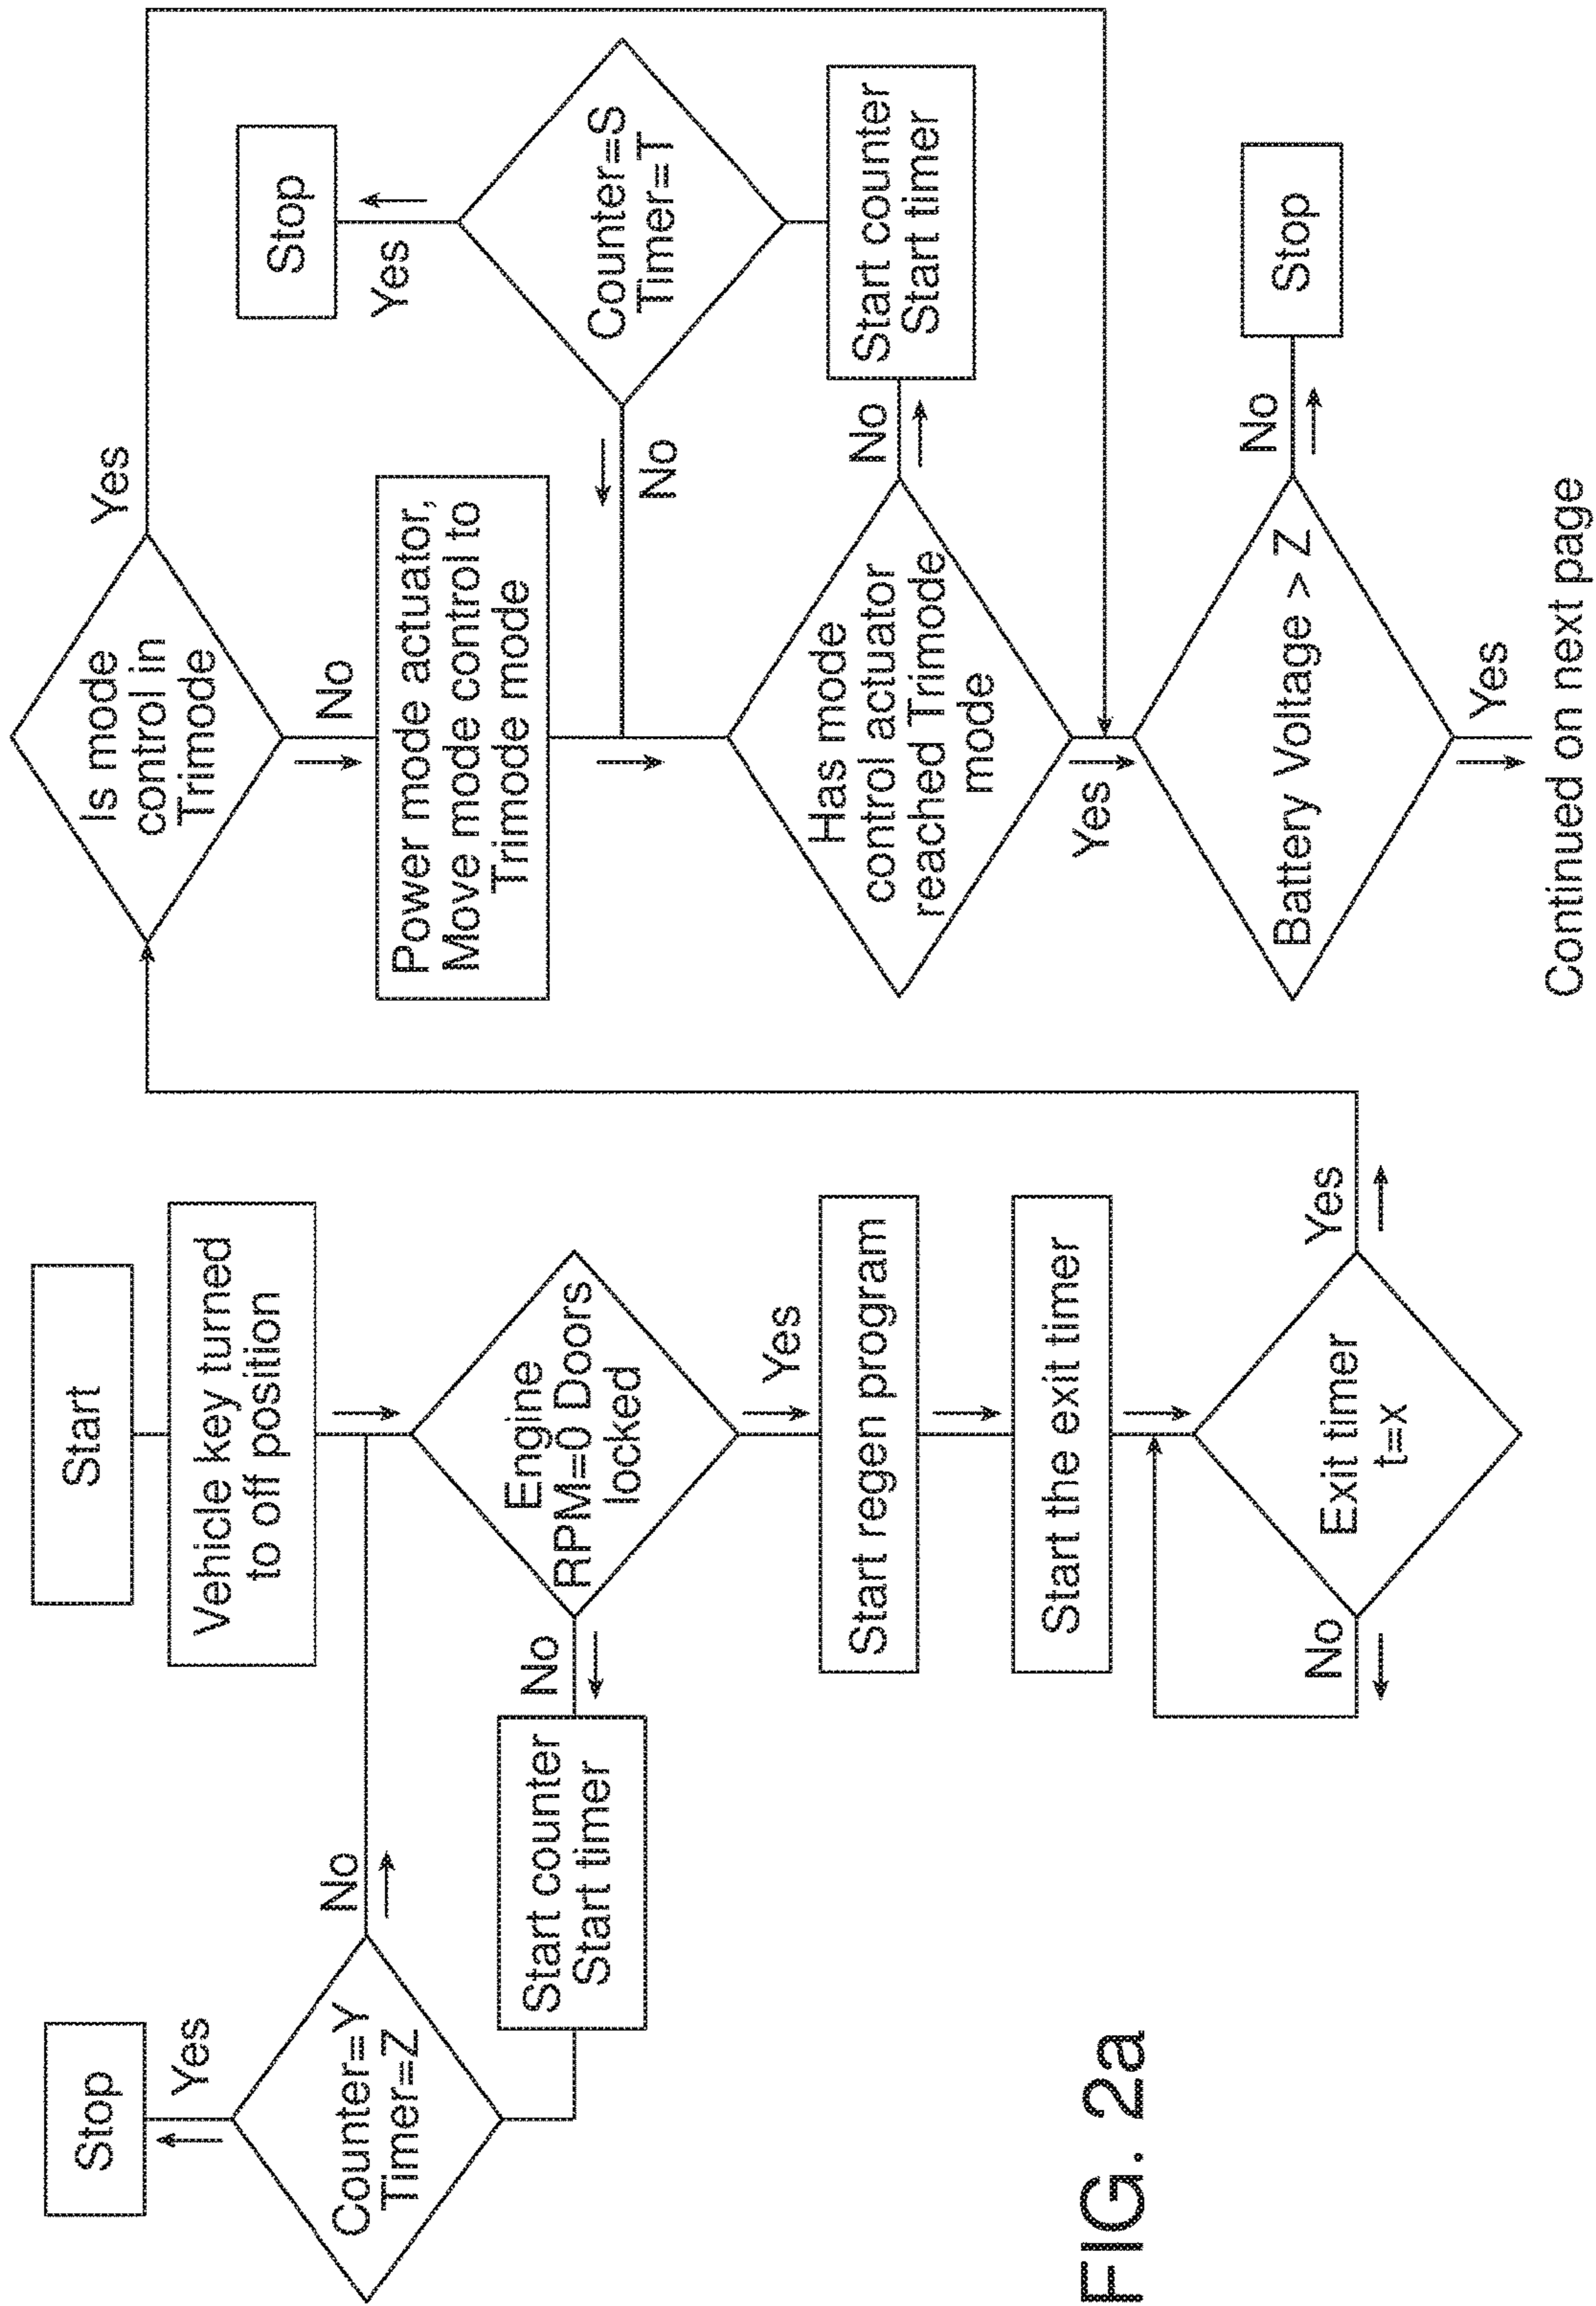 Start
Vehicle key turned
to off position
Engine
RPM=0 Doors
locked
No
Start counter
Start timer
Counter=Y
Timer=Z
Yes
Stop
No
Yes
Start regen program
Start the exit timer
Exit timer
t=x
No
Yes
Is mode
control in
Trimode
Yes
No
Power mode actuator,
Move mode control to
Trimode mode
Has mode
control actuator
reached Trimode
mode
No
Start counter
Start timer
Counter=S
Timer=T
Yes
Stop
No
Yes
Battery Voltage > Z
No
Stop
Yes
Continued on next page
FIG. 2a